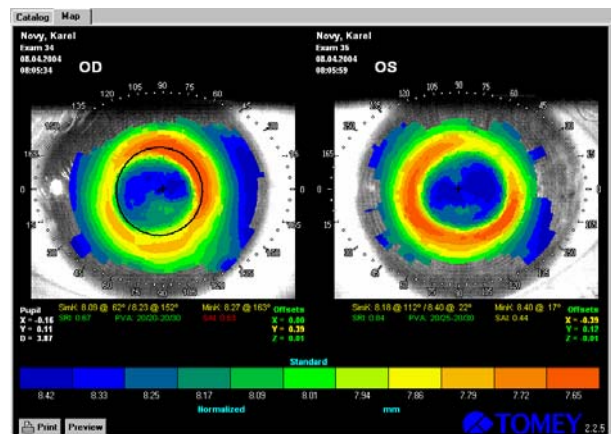 Catalog Map
Novy, Karel
Exam 34
08.04.2004
08:05:34
OD
Novy, Karel
Exam 35
08.04.2004
08:05:59
OS
Pupil
X = -0.16
Y = 0.11
D = 3.87
SimK: 8.09 @ 62° / 8.23 @ 152° MinK: 8.27 @ 163°
SRI: 0.67 PVA: 20/20-20/30 SAI: 0.63
Offsets
X = 0.00
Y = 0.39
Z = 0.01
SimK: 8.18 @ 112° / 8.40 @ 22° MinK: 8.40 @ 17°
SRI: 0.84 PVA: 20/25-20/30 SAI: 0.44
Offsets
X = -0.39
Y = 0.12
Z = 0.01
Standard
8.42 8.33 8.25 8.17 8.09 8.01 7.94 7.86 7.79 7.72 7.65
Normalized mm
Print Preview
TOMEY 2.2.5